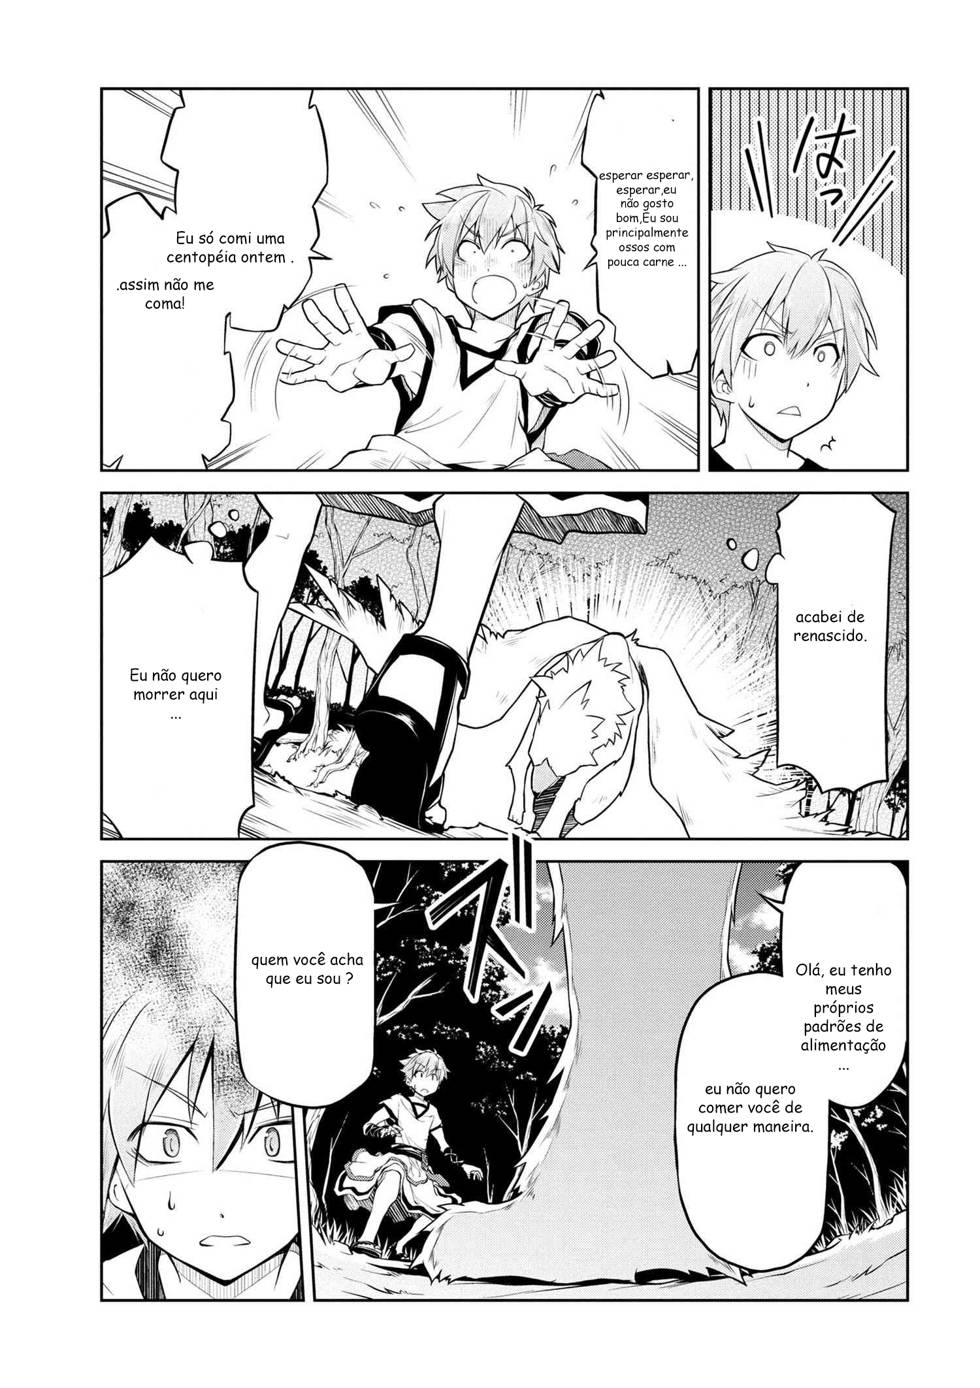 はっ
esperar esperar,
esperar,eu
não gosto
bom,Eu sou
principalmente
ossos com
pouca carne ...
Eu só comi uma
centopéia ontem .
.assim não me
coma!
acabei de
renascido.
Eu não quero
morrer aqui
...
Olá, eu tenho
meus
próprios
padrões de
alimentação
...
eu não quero
comer você de
qualquer maneira.
quem você acha
que eu sou ?